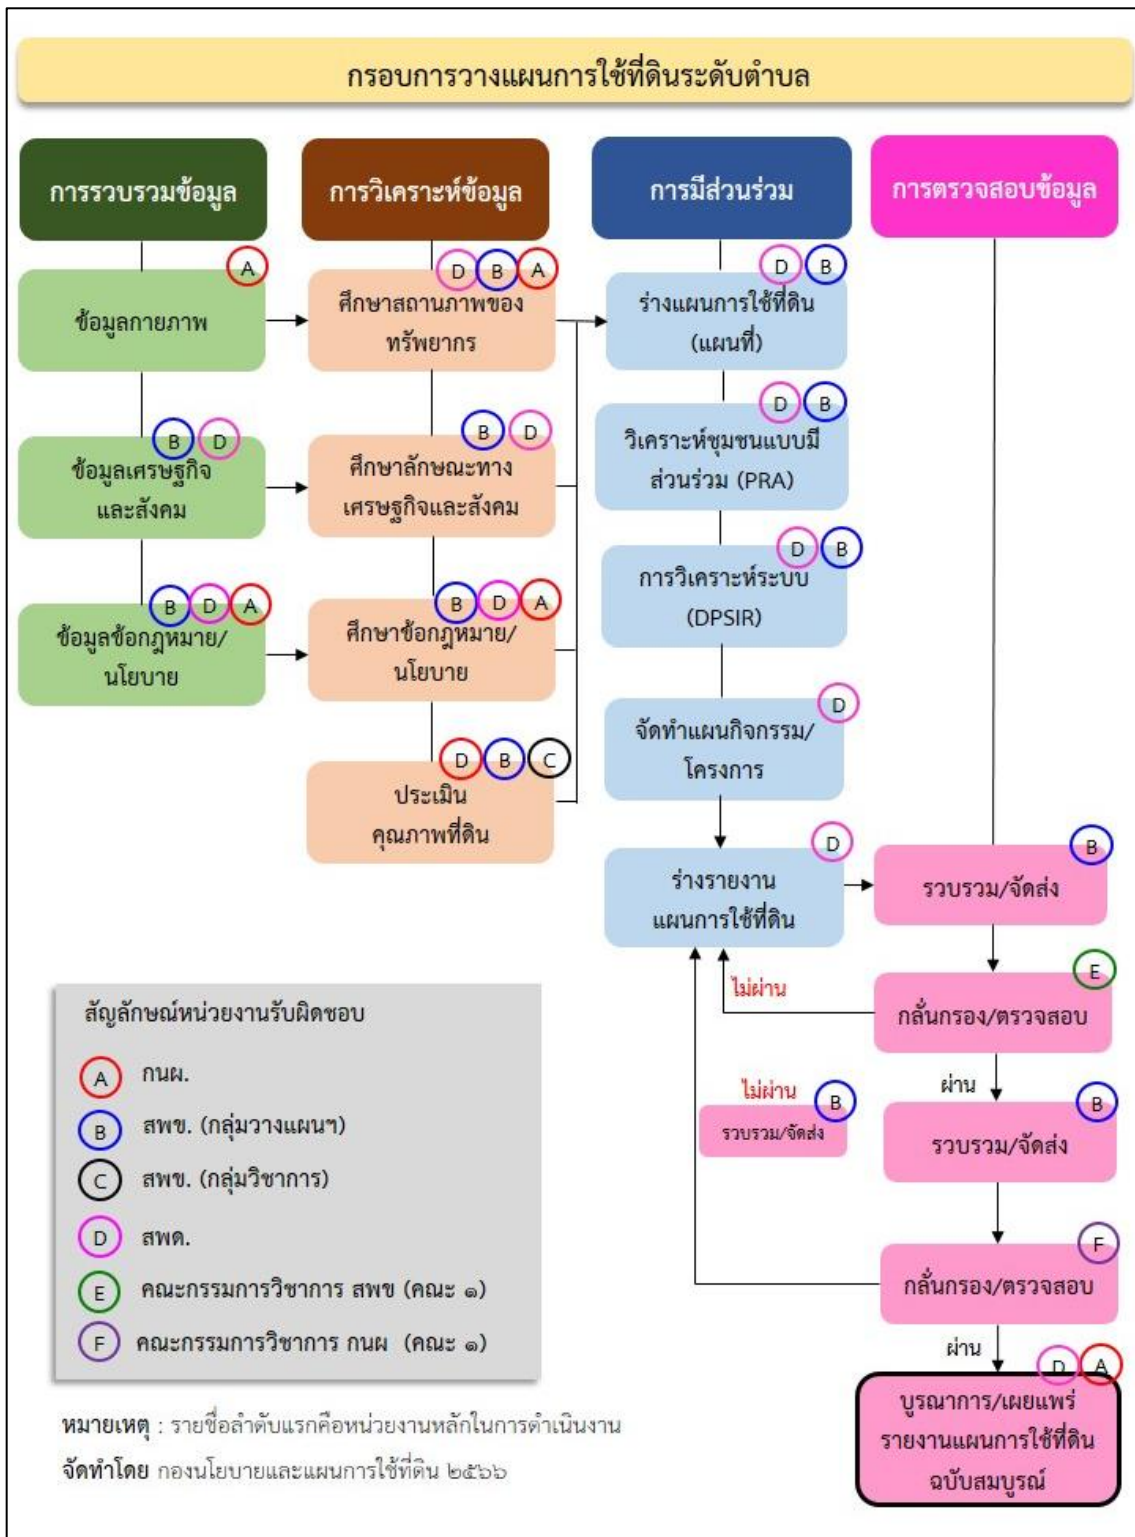 กรอบการวางแผนการใช้ที่ดินระดับตำบล
การรวบรวมข้อมูล
A
ข้อมูลกายภาพ
B D
ข้อมูลเศรษฐกิจ
และสังคม
B D A
ข้อมูลข้อกฎหมาย/
นโยบาย
การวิเคราะห์ข้อมูล
D B A
ศึกษาสถานภาพของ
ทรัพยากร
B D
ศึกษาลักษณะทาง
เศรษฐกิจและสังคม
B D A
ศึกษาข้อกฎหมาย/
นโยบาย
D B C
ประเมิน
คุณภาพที่ดิน
การมีส่วนร่วม
D B
ร่างแผนการใช้ที่ดิน
(แผนที่)
D B
วิเคราะห์ชุมชนแบบมี
ส่วนร่วม (PRA)
D B
การวิเคราะห์ระบบ
(DPSIR)
D
จัดทำแผนกิจกรรม/
โครงการ
D
ร่างรายงาน
แผนการใช้ที่ดิน
การตรวจสอบข้อมูล
B
รวบรวม/จัดส่ง
E
กลั่นกรอง/ตรวจสอบ
ไม่ผ่าน
ผ่าน
B
รวบรวม/จัดส่ง
ไม่ผ่าน
B
รวบรวม/จัดส่ง
F
กลั่นกรอง/ตรวจสอบ
ผ่าน
D A
บูรณาการ/เผยแพร่
รายงานแผนการใช้ที่ดิน
ฉบับสมบูรณ์
สัญลักษณ์หน่วยงานรับผิดชอบ
A กนผ.
B สพข. (กลุ่มวางแผนฯ)
C สพข. (กลุ่มวิชาการ)
D สพด.
E คณะกรรมการวิชาการ สพข (คณะ ๑)
F คณะกรรมการวิชาการ กนผ (คณะ ๑)
หมายเหตุ : รายชื่อลำดับแรกคือหน่วยงานหลักในการดำเนินงาน
จัดทำโดย กองนโยบายและแผนการใช้ที่ดิน ๒๕๖๖